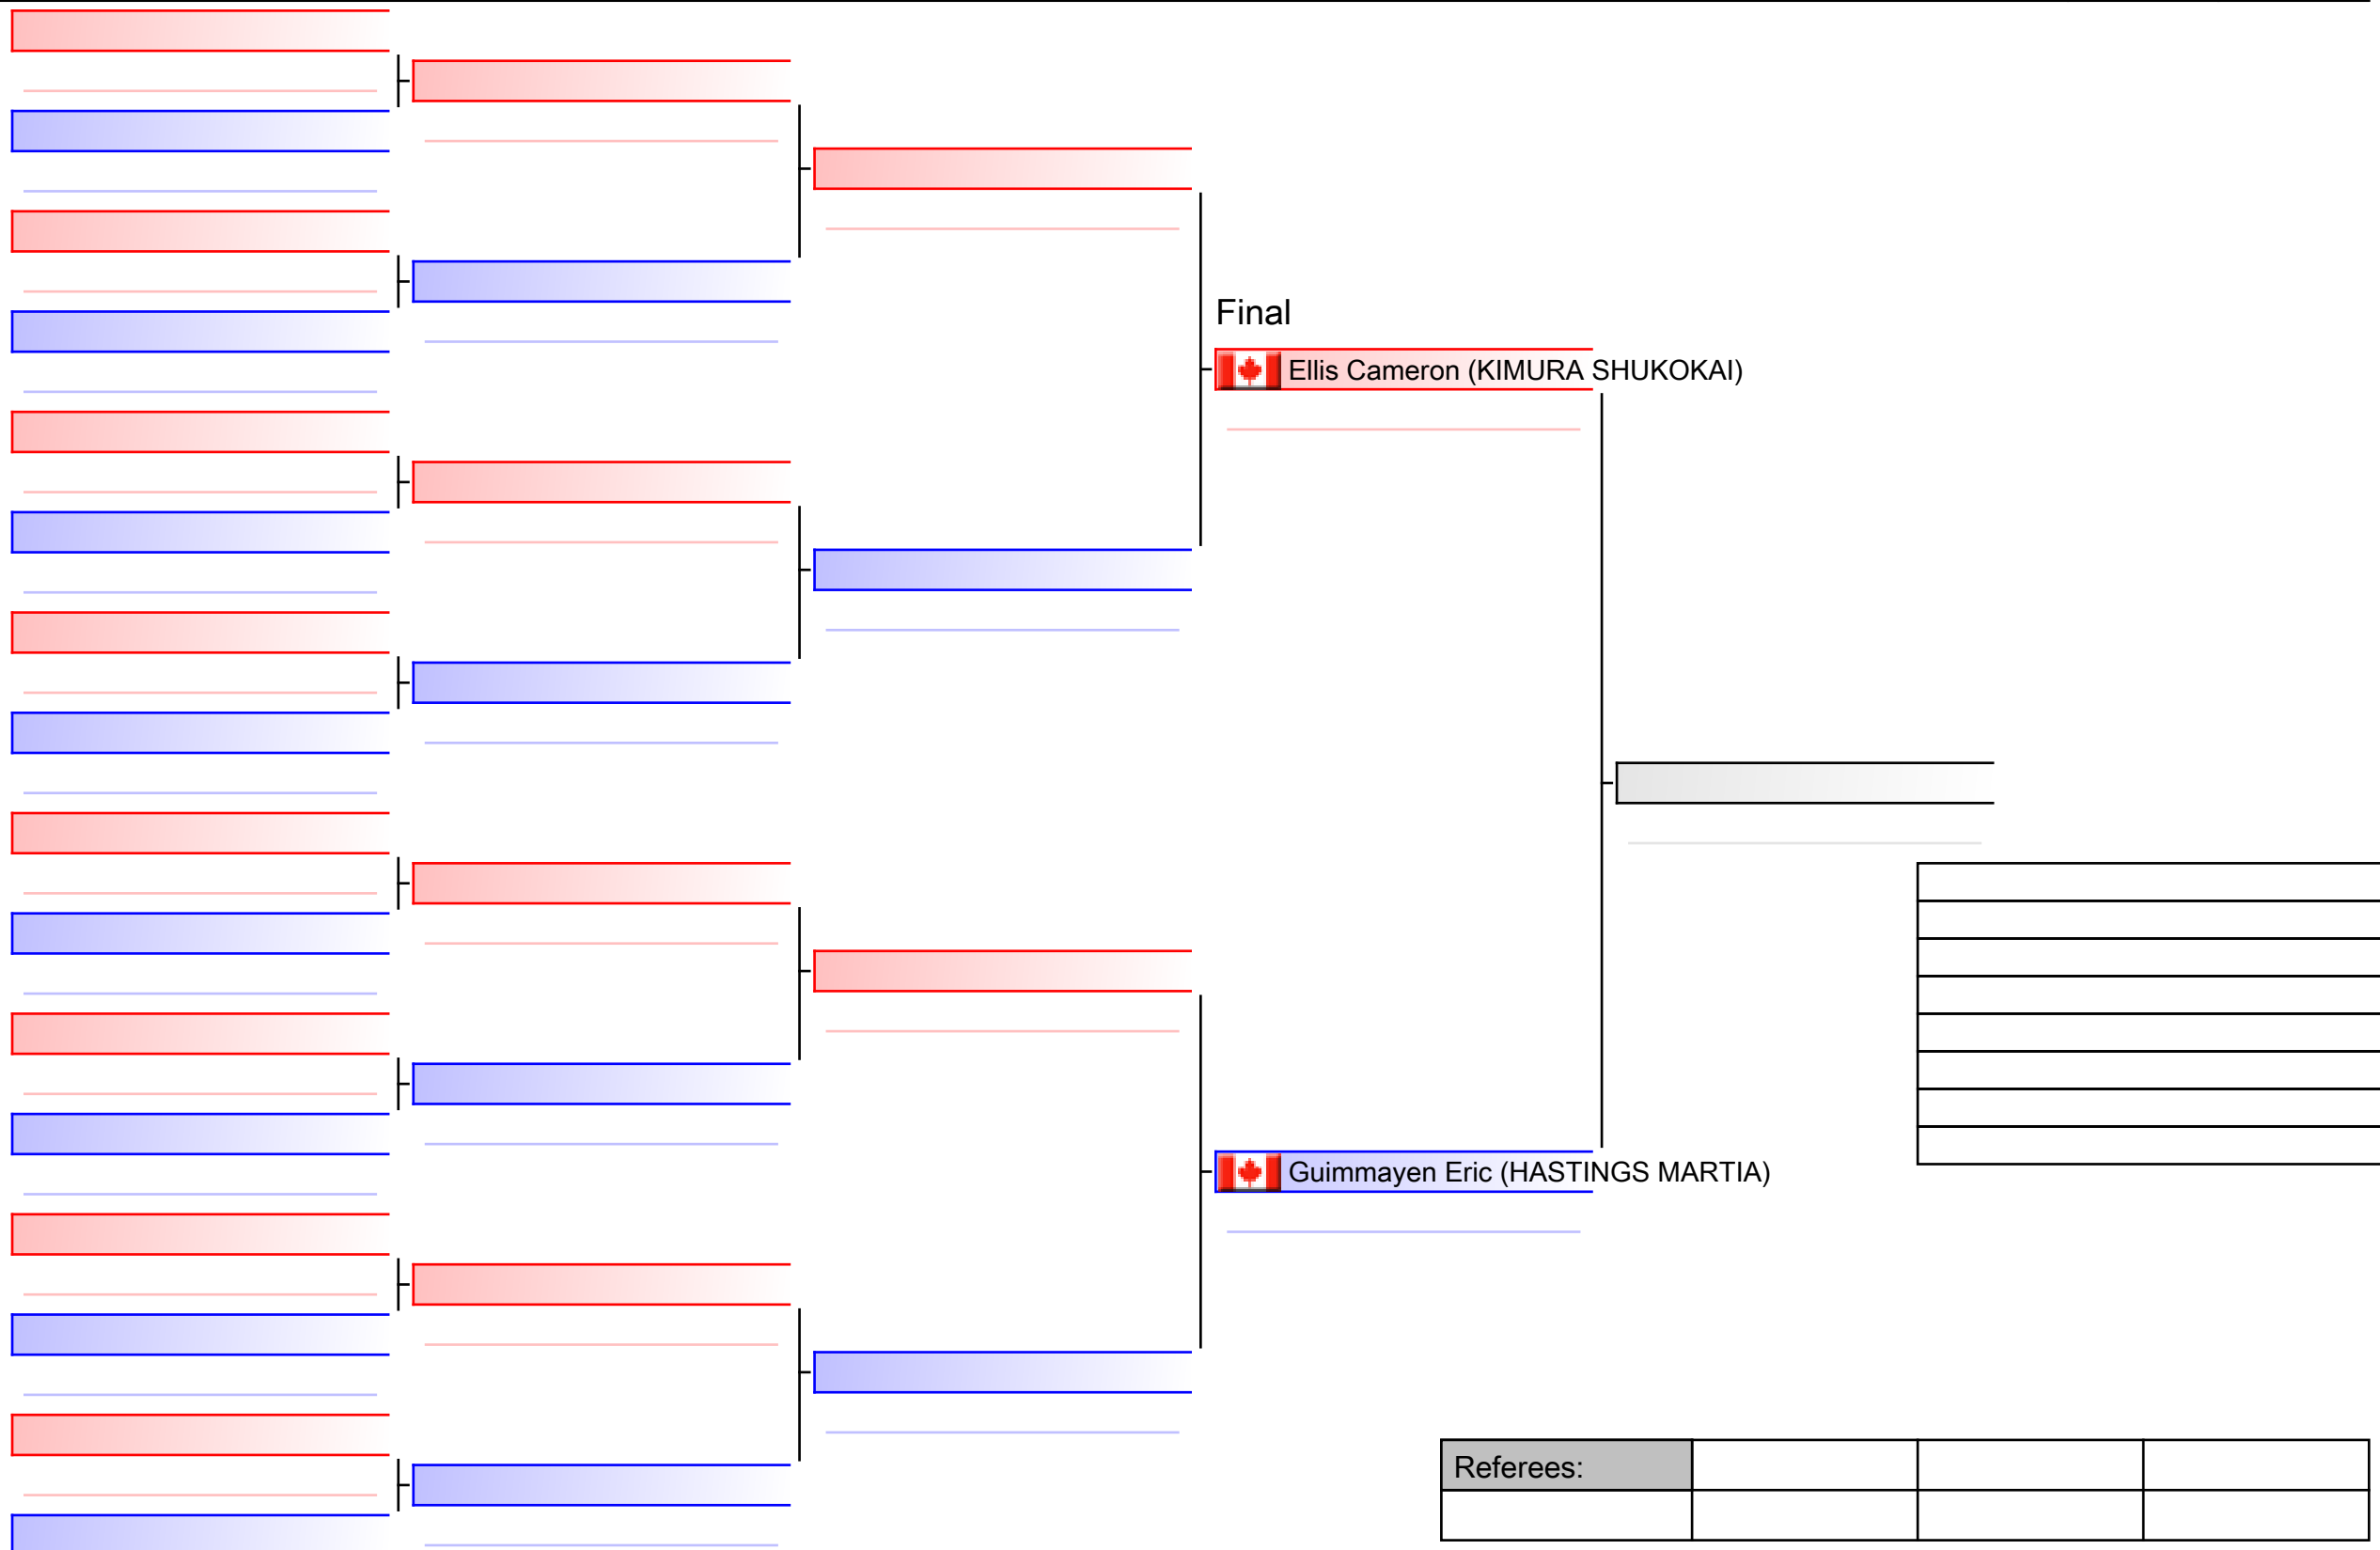 Final
Ellis Cameron (KIMURA SHUKOKAI)
Guimmayen Eric (HASTINGS MARTIA)
Referees: